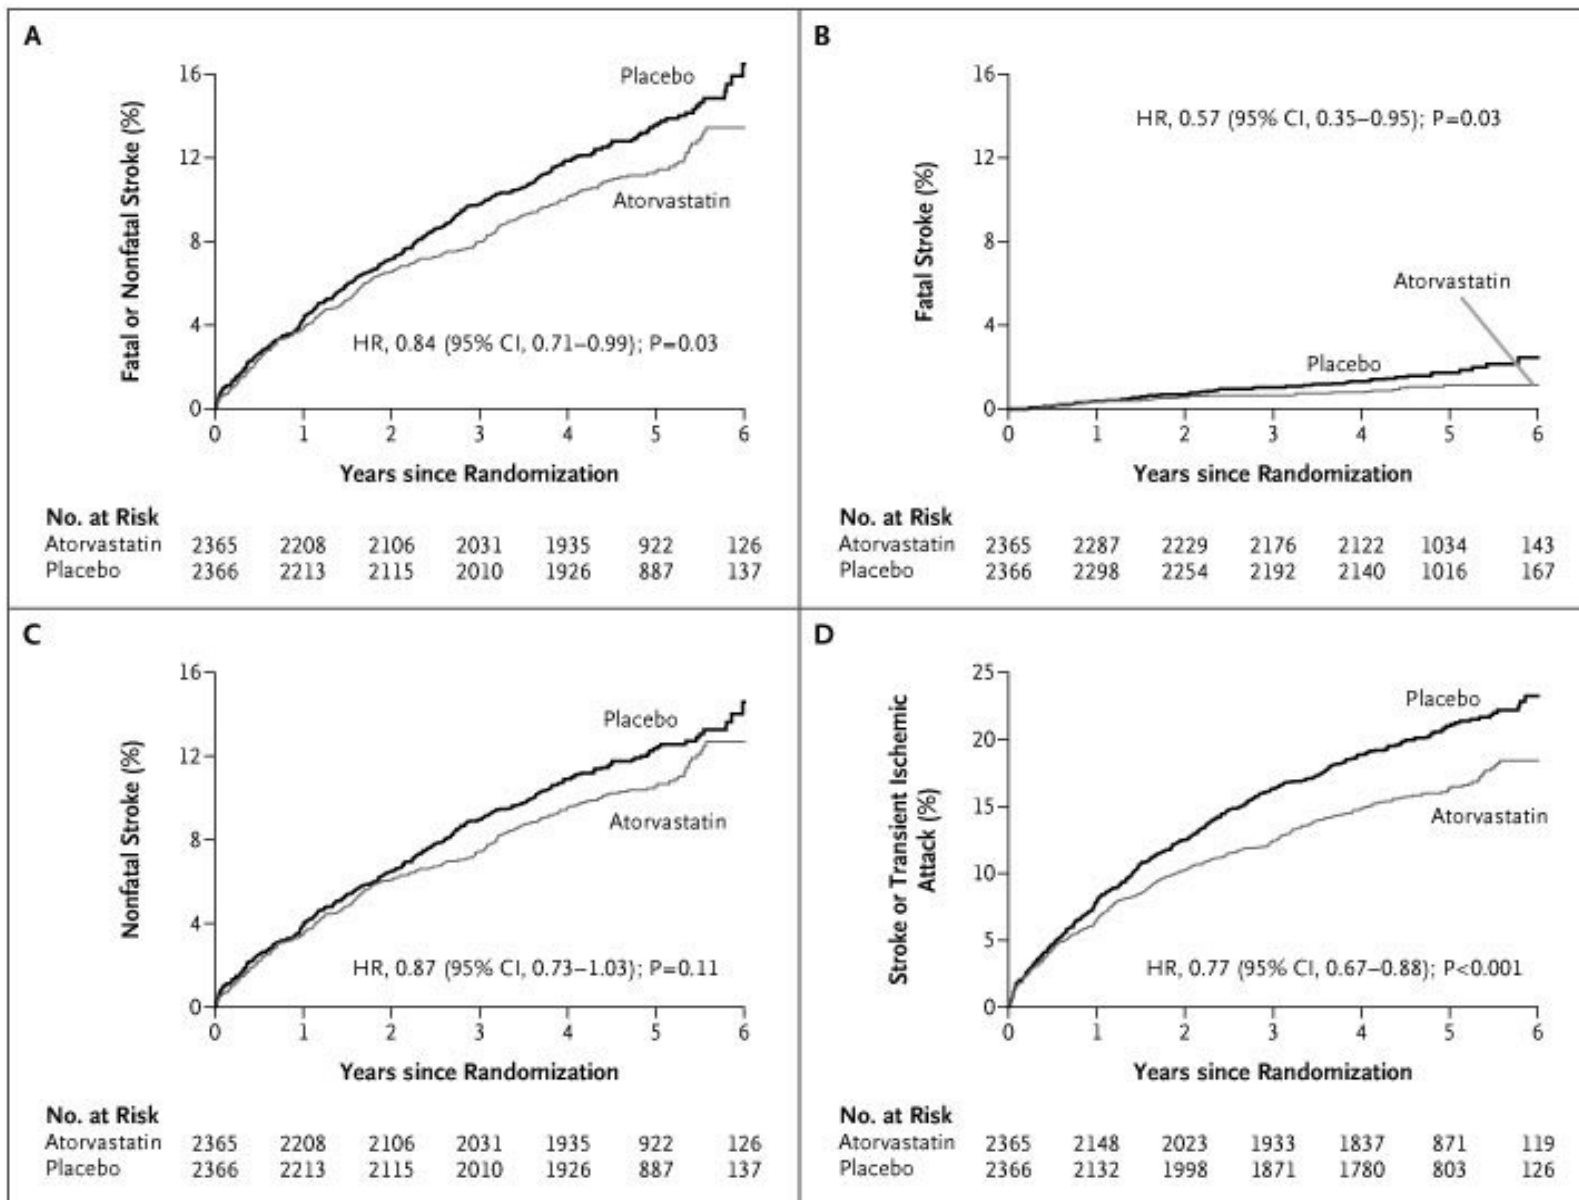 A
Fatal or Nonfatal Stroke (%)
16
12
8
4
0
Placebo
Atorvastatin
HR, 0.84 (95% CI, 0.71–0.99); P=0.03
0 1 2 3 4 5 6
Years since Randomization
No. at Risk
Atorvastatin 2365 2208 2106 2031 1935 922 126
Placebo 2366 2213 2115 2010 1926 887 137
B
Fatal Stroke (%)
16
12
8
4
0
HR, 0.57 (95% CI, 0.35–0.95); P=0.03
Atorvastatin
Placebo
0 1 2 3 4 5 6
Years since Randomization
No. at Risk
Atorvastatin 2365 2287 2229 2176 2122 1034 143
Placebo 2366 2298 2254 2192 2140 1016 167
C
Nonfatal Stroke (%)
16
12
8
4
0
Placebo
Atorvastatin
HR, 0.87 (95% CI, 0.73–1.03); P=0.11
0 1 2 3 4 5 6
Years since Randomization
No. at Risk
Atorvastatin 2365 2208 2106 2031 1935 922 126
Placebo 2366 2213 2115 2010 1926 887 137
D
Stroke or Transient Ischemic
Attack (%)
25
20
15
10
5
0
Placebo
Atorvastatin
HR, 0.77 (95% CI, 0.67–0.88); P<0.001
0 1 2 3 4 5 6
Years since Randomization
No. at Risk
Atorvastatin 2365 2148 2023 1933 1837 871 119
Placebo 2366 2132 1998 1871 1780 803 126